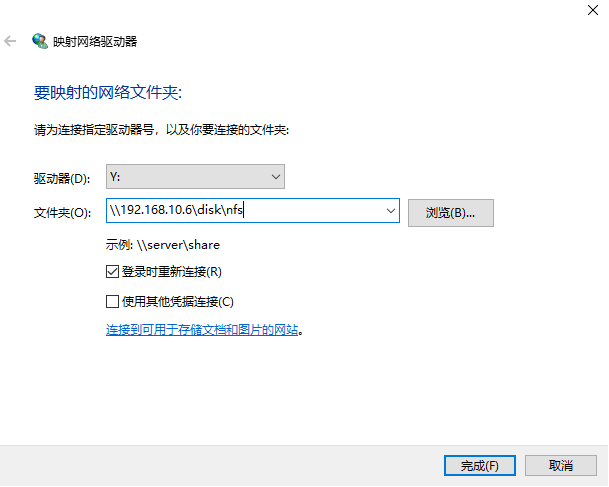 映射网络驱动器
要映射的网络文件夹:
请为连接指定驱动器号，以及你要连接的文件夹:
驱动器(D): Y:
文件夹(O): \\192.168.10.6\disk\nfs 浏览(B)...
示例: \\server\share
登录时重新连接(R)
使用其他凭据连接(C)
连接到可用于存储文档和图片的网站。
完成(F) 取消